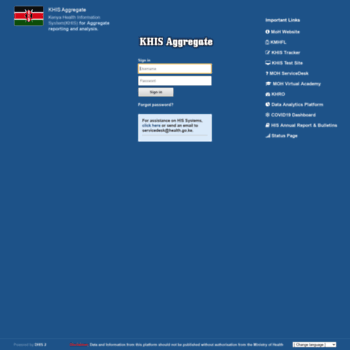 KHIS Aggregate
Kenya Health Information
System(KHIS) for Aggregate
reporting and analysis.
KHIS Aggregate
Sign in
Username
Password
Sign in
Forgot password?
For assistance on HIS Systems,
click here or send an email to
servicedesk@health.go.ke.
Important Links
MoH Website
KMHFL
KHIS Tracker
KHIS Test Site
MOH ServiceDesk
MOH Virtual Academy
KHRO
Data Analytics Platform
COVID19 Dashboard
HIS Annual Report & Bulletins
Status Page
Powered by DHIS 2
Data and Information from this platform should not be published without authorization from the Ministry of Health
[ Change language ]